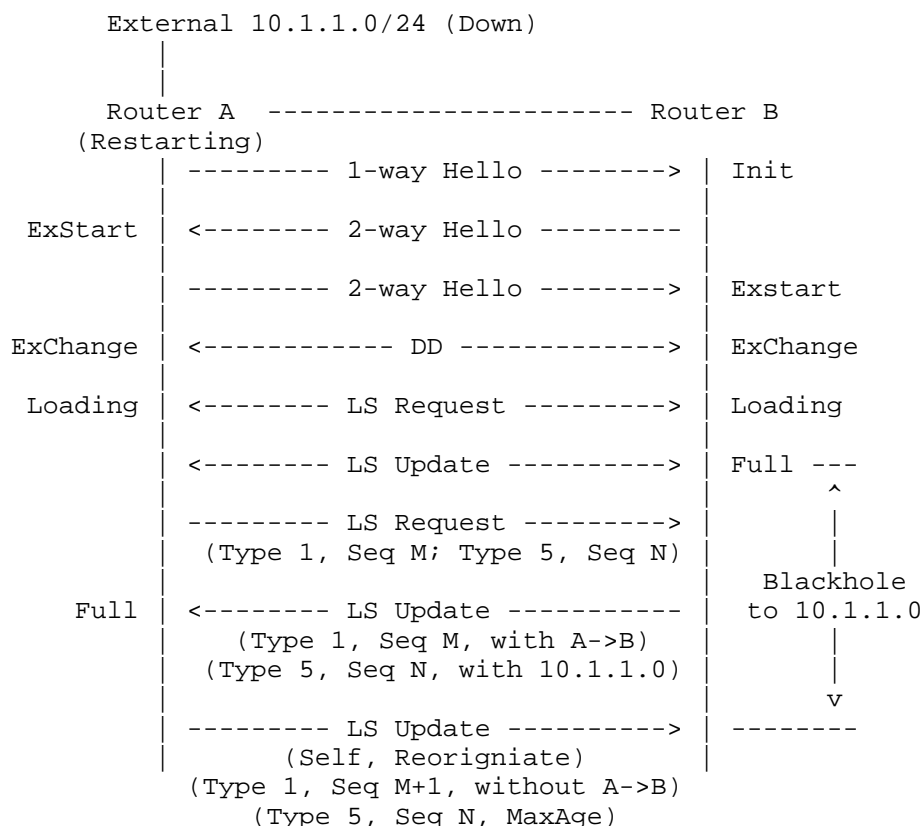 External 10.1.1.0/24 (Down)
|
|
Router A ----------------------- Router B
(Restarting)
| --------- 1-way Hello --------> | Init
| |
ExStart | <-------- 2-way Hello --------- |
| |
| --------- 2-way Hello --------> | Exstart
| |
ExChange | <------------ DD -------------> | ExChange
| |
Loading | <-------- LS Request ---------> | Loading
| |
| <-------- LS Update ----------> | Full ---
| | ^
| --------- LS Request ---------> | |
| (Type 1, Seq M; Type 5, Seq N) | |
| | Blackhole
Full | <-------- LS Update ----------- | to 10.1.1.0
| (Type 1, Seq M, with A->B) | |
| (Type 5, Seq N, with 10.1.1.0) | |
| | v
| --------- LS Update ----------> | --------
| (Self, Reorigniate) |
(Type 1, Seq M+1, without A->B)
(Type 5, Seq N, MaxAge)